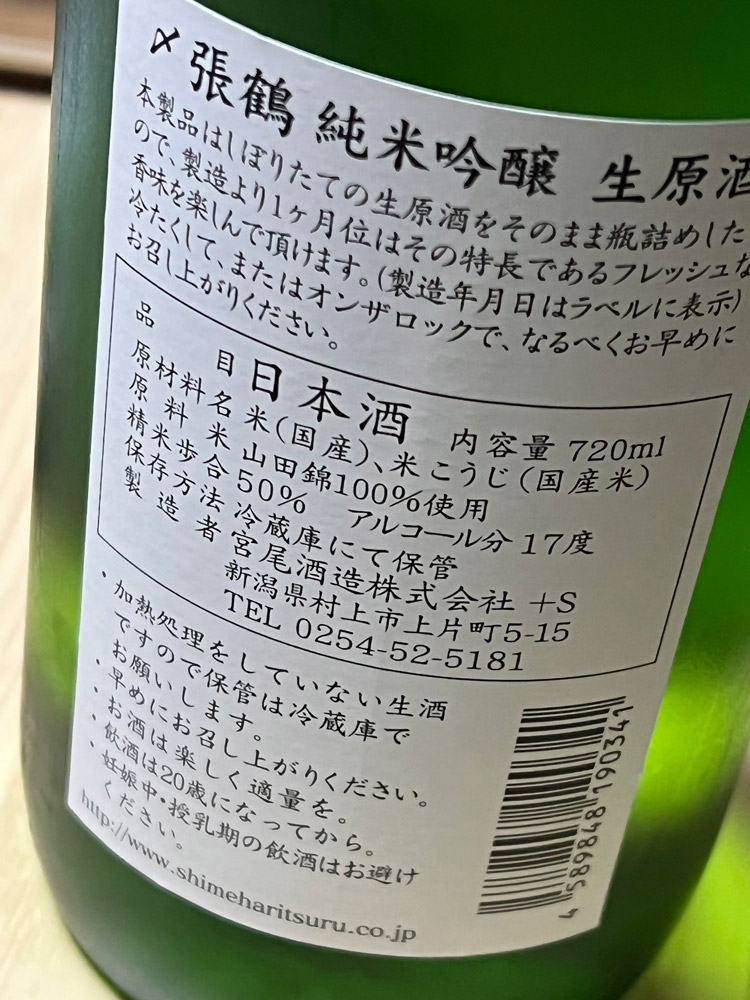 〆張鶴 純米吟醸 生原酒
本製品はしぼりたての生原酒をそのまま瓶詰めした
ので、製造より1ヶ月位はその特長であるフレッシュな
香味を楽しんで頂けます。(製造年月日はラベルに表示)
冷たくして、またはオンザロックで、なるべくお早めに
お召し上がりください。
品目 日本酒 内容量 720ml
原材料名 米(国産)、米こうじ(国産米)
原料米 山田錦100%使用
精米歩合 50% アルコール分 17度
保存方法 冷蔵庫にて保管
製造者 宮尾酒造株式会社 +S
新潟県村上市上片町5-15
TEL 0254-52-5181
・加熱処理をしていない生酒
ですので保管は冷蔵庫で
お願いします。
・早めにお召し上がりください。
・お酒は楽しく適量を。
・飲酒は20歳になってから。
・妊娠中・授乳期の飲酒はお避け
ください。
http://www.shimeharitsuru.co.jp
4 589848 190341